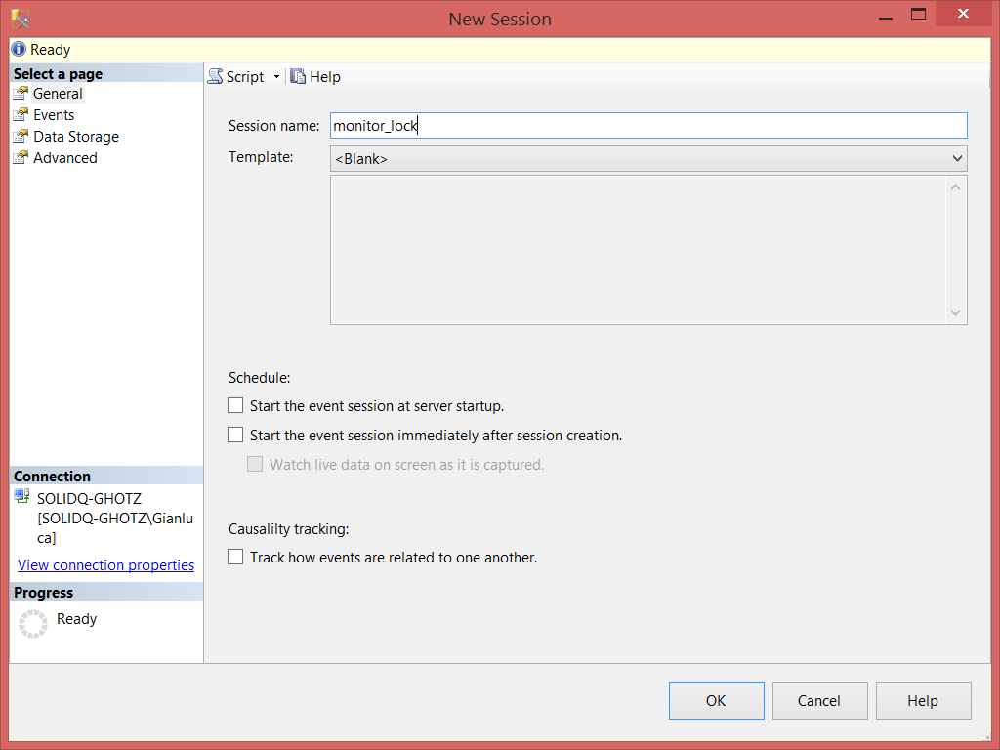 New Session
Ready
Select a page
General
Events
Data Storage
Advanced
Script
Help
Session name: monitor_lock
Template: <Blank>
Schedule:
Start the event session at server startup.
Start the event session immediately after session creation.
Watch live data on screen as it is captured.
Causalilty tracking:
Track how events are related to one another.
Connection
SOLIDQ-GHOTZ
[SOLIDQ-GHOTZ\Gianlu
ca]
View connection properties
Progress
Ready
OK
Cancel
Help